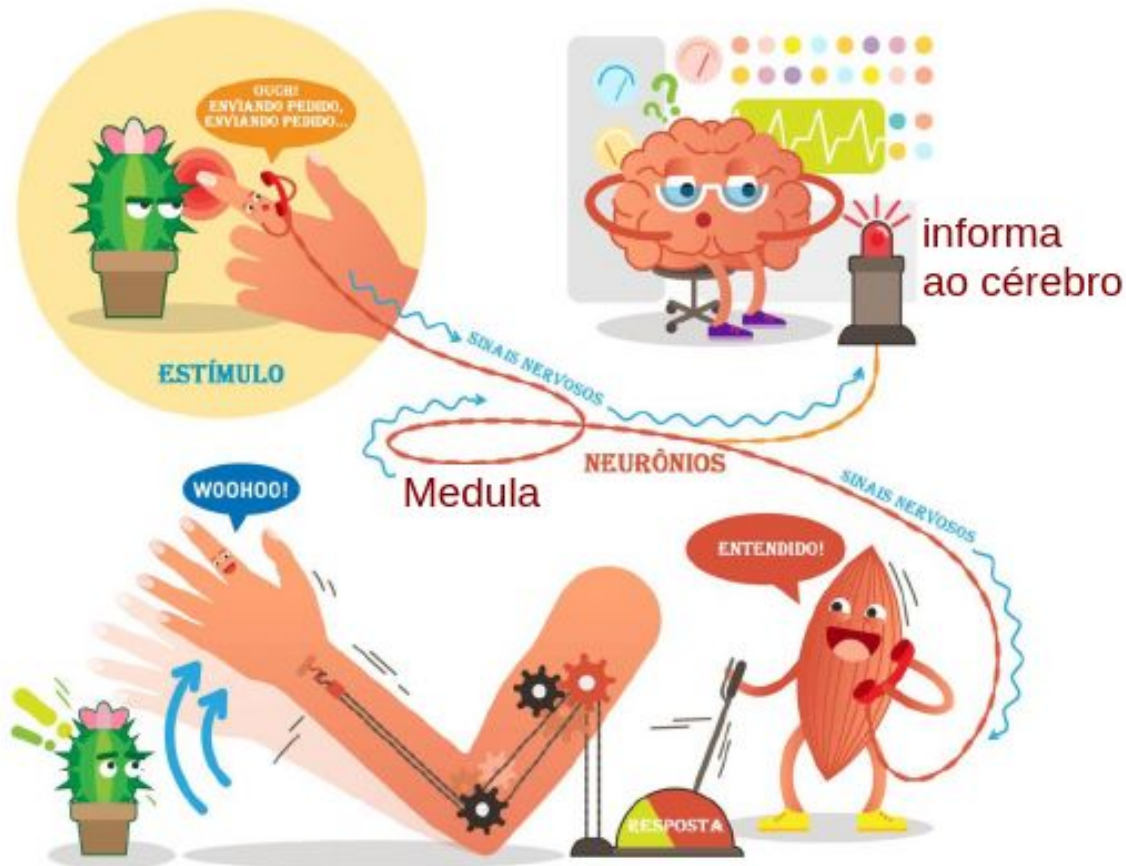 OUCH!
ENVIANDO PEDIDO,
ENVIANDO PEDIDO...
ESTÍMULO
informa
ao cérebro
SINAIS NERVOSOS
NEURÔNIOS
Medula
SINAIS NERVOSOS
WOOHOO!
ENTENDIDO!
RESPOSTA